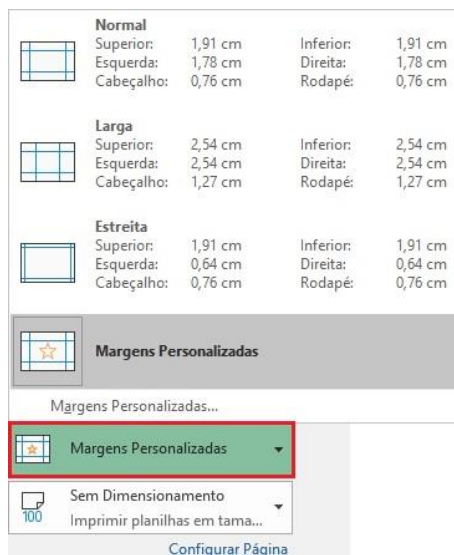 Normal
Superior: 1,91 cm Inferior: 1,91 cm
Esquerda: 1,78 cm Direita: 1,78 cm
Cabeçalho: 0,76 cm Rodapé: 0,76 cm
Larga
Superior: 2,54 cm Inferior: 2,54 cm
Esquerda: 2,54 cm Direita: 2,54 cm
Cabeçalho: 1,27 cm Rodapé: 1,27 cm
Estreita
Superior: 1,91 cm Inferior: 1,91 cm
Esquerda: 0,64 cm Direita: 0,64 cm
Cabeçalho: 0,76 cm Rodapé: 0,76 cm
Margens Personalizadas
Margens Personalizadas...
Margens Personalizadas
Sem Dimensionamento
100 Imprimir planilhas em tama...
Configurar Página